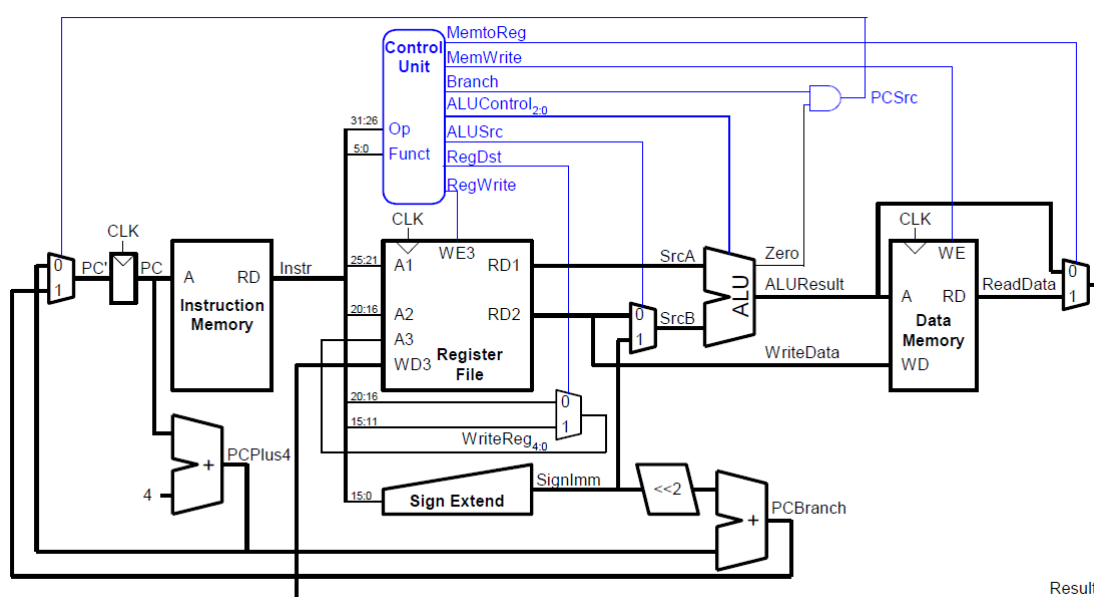 MemtoReg
Control
Unit
MemWrite
Branch
ALUControl2:0
PCSrc
31:26
Op
ALUSrc
5:0
Funct
RegDst
RegWrite
CLK
CLK
CLK
0
1
PC'
PC
A
RD
Instr
Instruction
Memory
25:21
A1
WE3
RD1
SrcA
Zero
ALU
ALUResult
WE
A
RD
ReadData
0
1
20:16
A2
RD2
0
1
SrcB
A3
WD3
Register
File
Data
Memory
WriteData
WD
20:16
0
15:11
1
WriteReg4:0
PCPlus4
+
4
SignImm
15:0
Sign Extend
<<2
+
PCBranch
Result